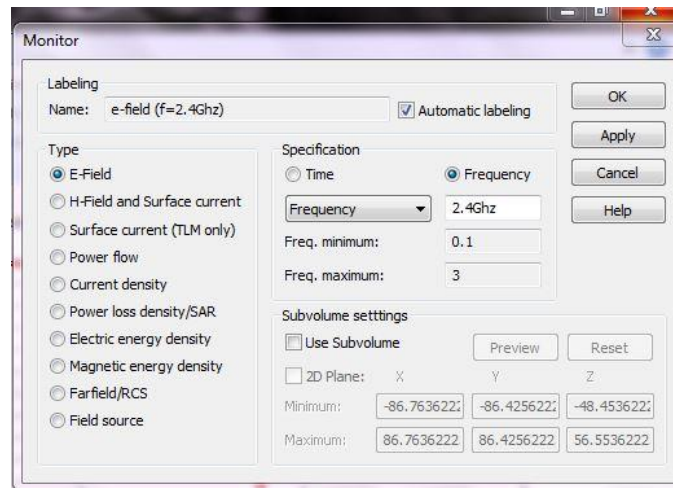 Monitor
Labeling
Name: e-field (f=2.4Ghz) Automatic labeling
OK
Apply
Cancel
Help
Type
E-Field
H-Field and Surface current
Surface current (TLM only)
Power flow
Current density
Power loss density/SAR
Electric energy density
Magnetic energy density
Farfield/RCS
Field source
Specification
Time Frequency
Frequency 2.4Ghz
Freq. minimum: 0.1
Freq. maximum: 3
Subvolume setttings
Use Subvolume Preview Reset
2D Plane: X Y Z
Minimum: -86.7636222 -86.4256222 -48.4536222
Maximum: 86.7636222 86.4256222 56.5536222